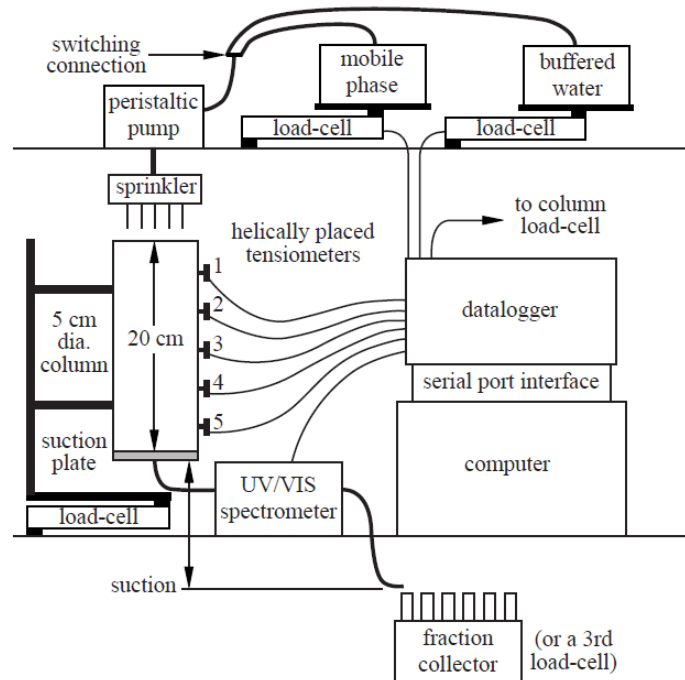 switching
connection
mobile
phase
buffered
water
peristaltic
pump
load-cell
load-cell
sprinkler
to column
load-cell
helically placed
tensiometers
1
2
3
4
5
5 cm
dia.
column
20 cm
datalogger
serial port interface
suction
plate
computer
UV/VIS
spectrometer
load-cell
suction
fraction
collector
(or a 3rd
load-cell)